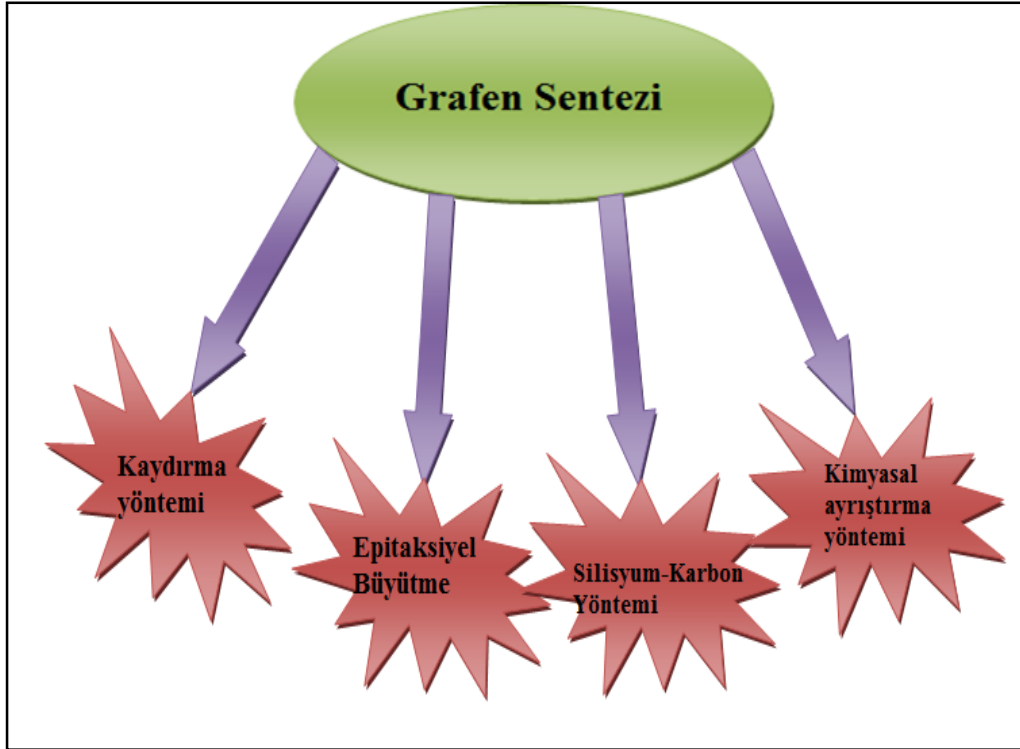 Grafen Sentezi
Kaydırma
yöntemi
Epitaksiyel
Büyütme
Silisyum-Karbon
Yöntemi
Kimyasal
ayrıştırma
yöntemi